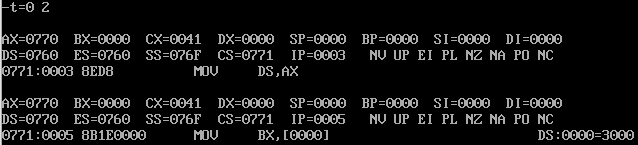 -t=0 2
AX=0770 BX=0000 CX=0041 DX=0000 SP=0000 BP=0000 SI=0000 DI=0000
DS=0760 ES=0760 SS=076F CS=0771 IP=0003 NV UP EI PL NZ NA PO NC
0771:0003 8ED8 MOV DS,AX
AX=0770 BX=0000 CX=0041 DX=0000 SP=0000 BP=0000 SI=0000 DI=0000
DS=0770 ES=0760 SS=076F CS=0771 IP=0005 NV UP EI PL NZ NA PO NC
0771:0005 8B1E0000 MOV BX,[0000] DS:0000=3000